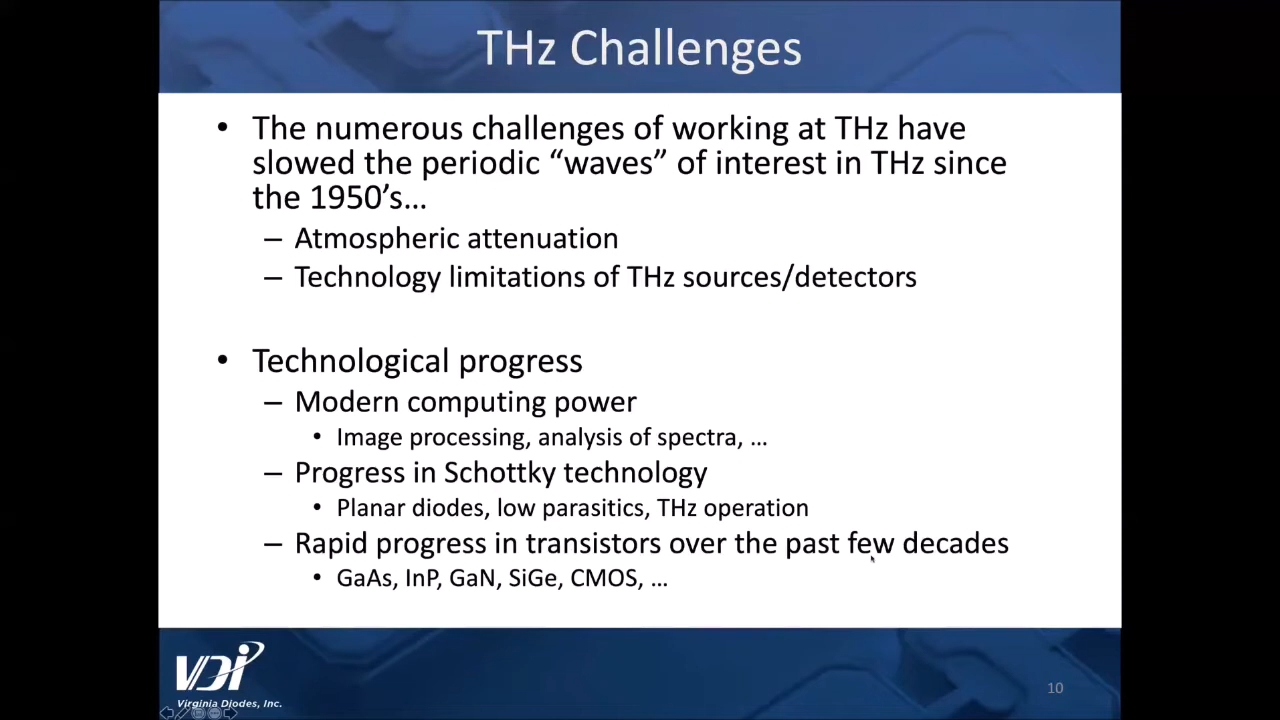 THz Challenges
• The numerous challenges of working at THz have
slowed the periodic “waves” of interest in THz since
the 1950’s…
– Atmospheric attenuation
– Technology limitations of THz sources/detectors
• Technological progress
– Modern computing power
• Image processing, analysis of spectra, …
– Progress in Schottky technology
• Planar diodes, low parasitics, THz operation
– Rapid progress in transistors over the past few decades
• GaAs, InP, GaN, SiGe, CMOS, …
VDI
Virginia Diodes, Inc.
10